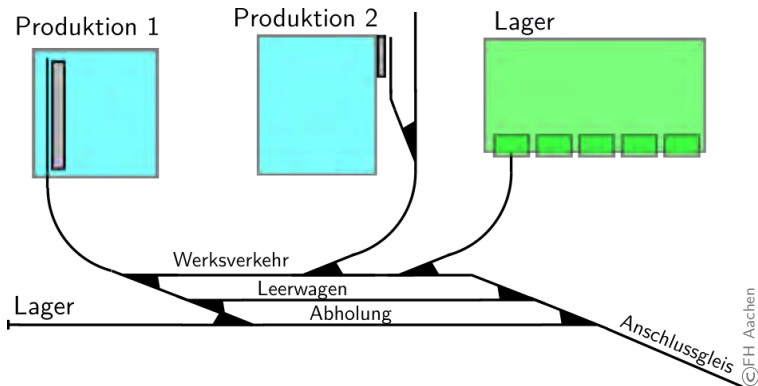 Produktion 1
Produktion 2
Lager
Werksverkehr
Leerwagen
Lager
Abholung
Anschlussgleis
©FH Aachen